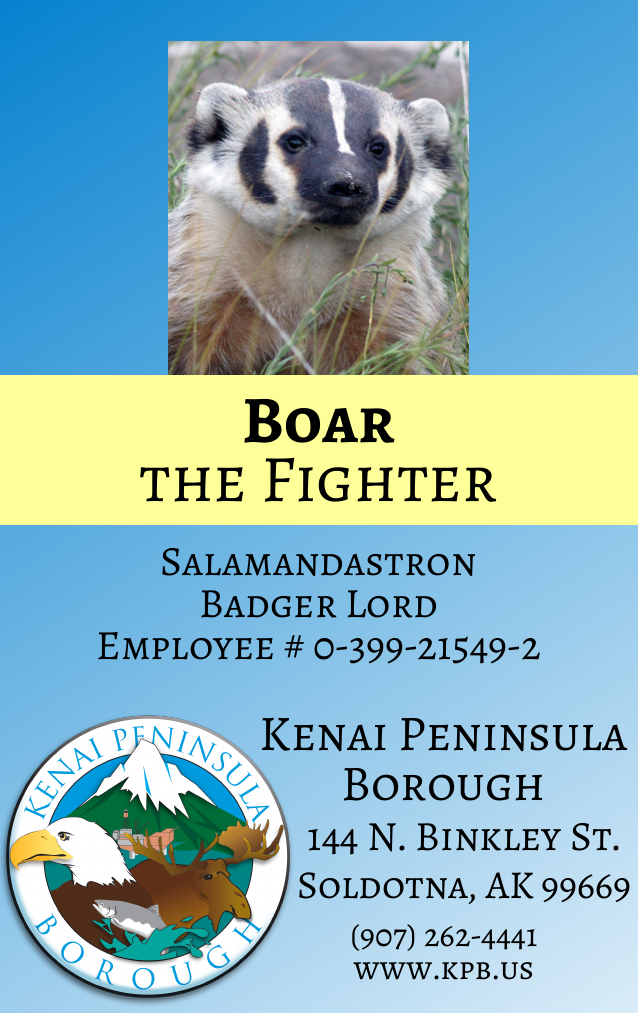 Boar
the Fighter
Salamandastron
Badger Lord
Employee # 0-399-21549-2
Kenai Peninsula
Borough
144 N. Binkley St.
Soldotna, AK 99669
(907) 262-4441
www.kpb.us
KENAI PENINSULA
BOROUGH